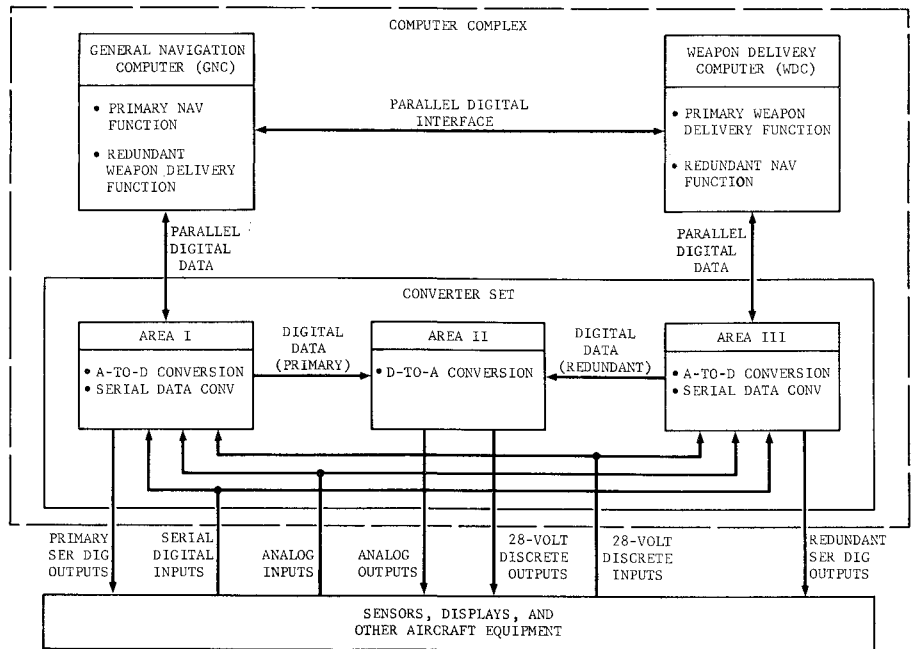 COMPUTER COMPLEX
GENERAL NAVIGATION
COMPUTER (GNC)
• PRIMARY NAV
FUNCTION
• REDUNDANT
WEAPON DELIVERY
FUNCTION
PARALLEL DIGITAL
INTERFACE
WEAPON DELIVERY
COMPUTER (WDC)
• PRIMARY WEAPON
DELIVERY FUNCTION
• REDUNDANT NAV
FUNCTION
PARALLEL
DIGITAL
DATA
PARALLEL
DIGITAL
DATA
CONVERTER SET
AREA I
• A-TO-D CONVERSION
• SERIAL DATA CONV
DIGITAL
DATA
(PRIMARY)
AREA II
• D-TO-A CONVERSION
DIGITAL
DATA
(REDUNDANT)
AREA III
• A-TO-D CONVERSION
• SERIAL DATA CONV
PRIMARY
SER DIG
OUTPUTS
SERIAL
DIGITAL
INPUTS
ANALOG
INPUTS
ANALOG
OUTPUTS
28-VOLT
DISCRETE
OUTPUTS
28-VOLT
DISCRETE
INPUTS
REDUNDANT
SER DIG
OUTPUTS
SENSORS, DISPLAYS, AND
OTHER AIRCRAFT EQUIPMENT